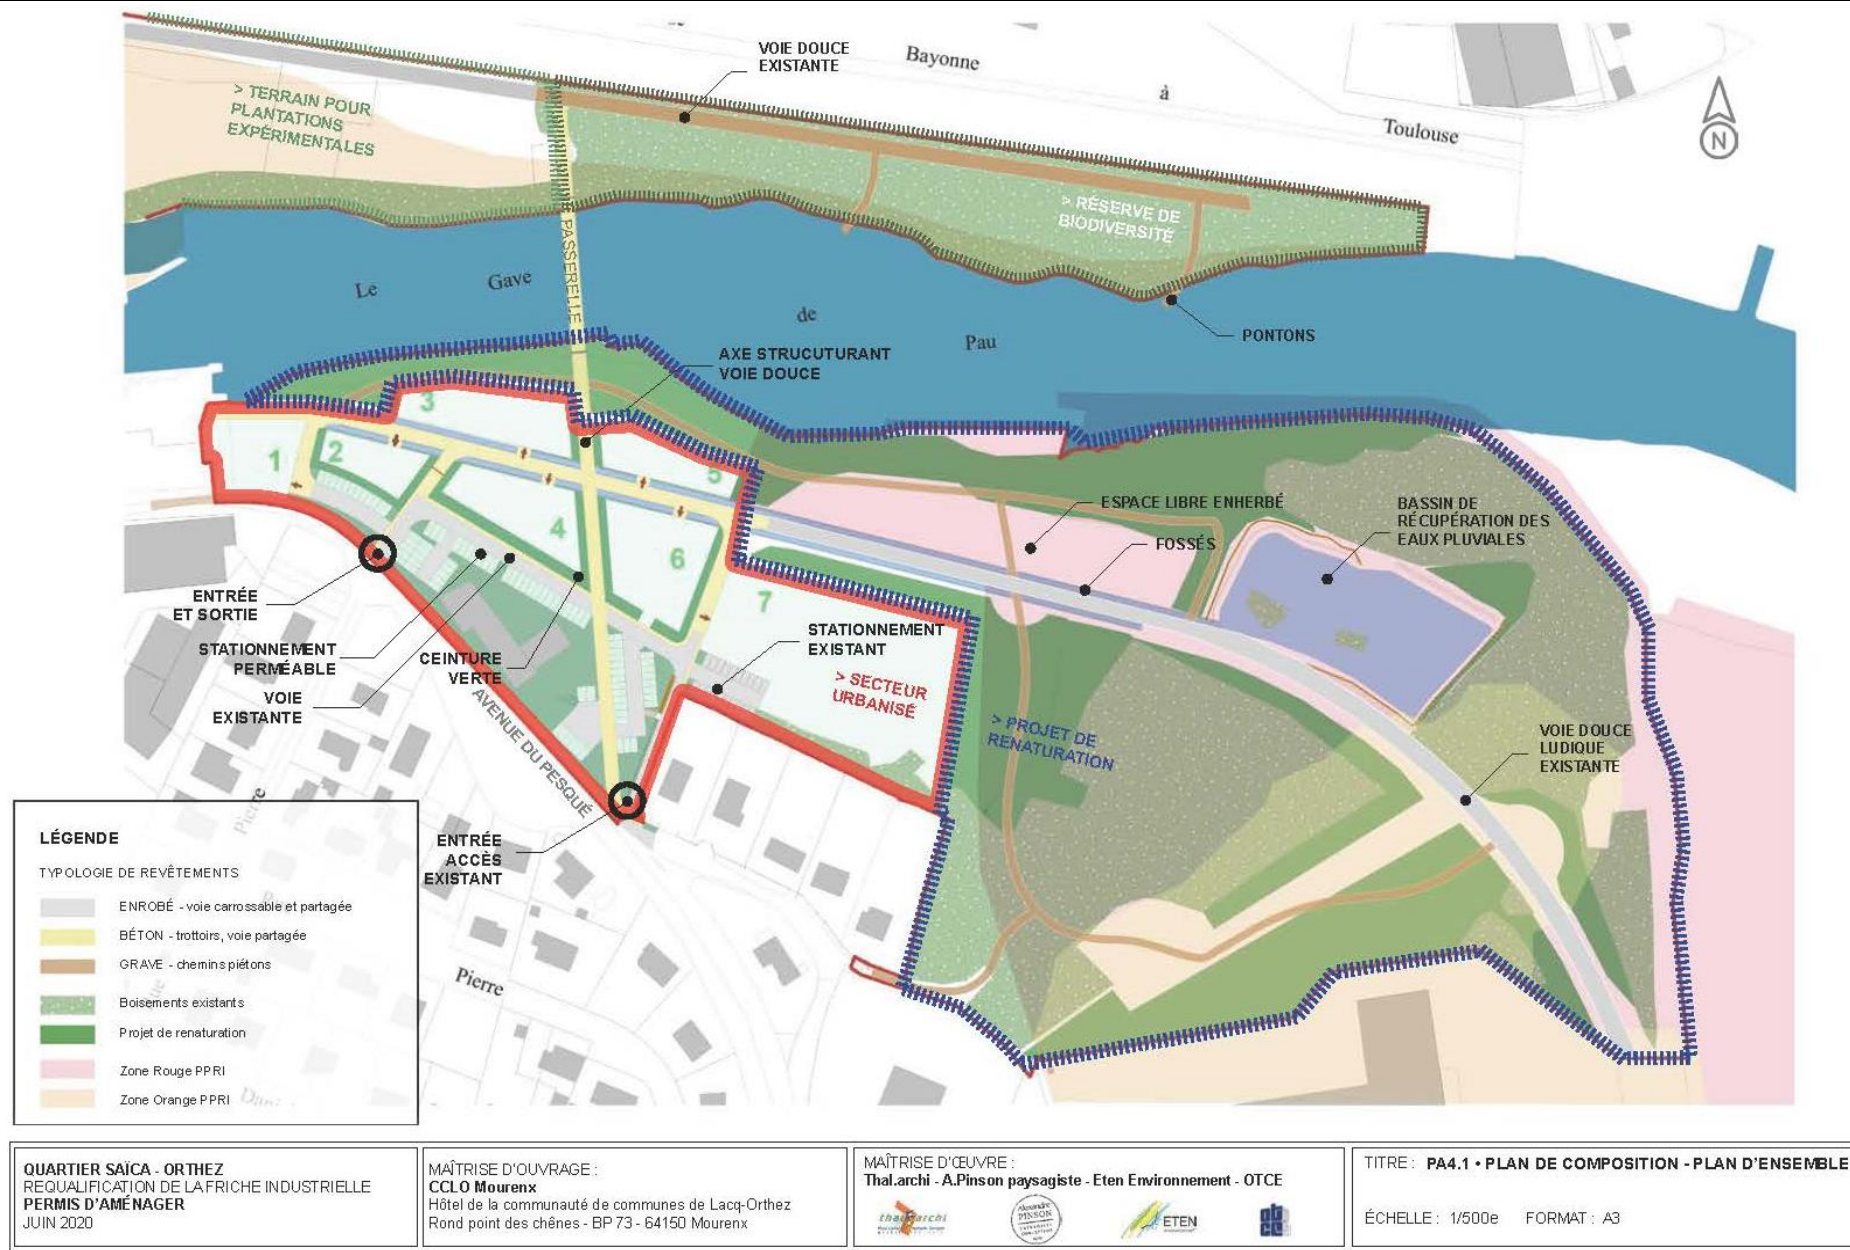 VOIE DOUCE
EXISTANTE
Bayonne
à
Toulouse
N
> TERRAIN POUR
PLANTATIONS
EXPÉRIMENTALES
> RÉSERVE DE
BIODIVERSITÉ
PASSERELLE
Le
Gave
de
Pau
PONTONS
AXE STRUCUTURANT
VOIE DOUCE
1
2
3
4
5
6
7
ESPACE LIBRE ENHERBÉ
FOSSÉS
BASSIN DE
RÉCUPÉRATION DES
EAUX PLUVIALES
ENTRÉE
ET SORTIE
STATIONNEMENT
PERMÉABLE
VOIE
EXISTANTE
CEINTURE
VERTE
STATIONNEMENT
EXISTANT
> SECTEUR
URBANISÉ
> PROJET DE
RENATURATION
VOIE DOUCE
LUDIQUE
EXISTANTE
AVENUE DU PESQUÉ
ENTRÉE
ACCÈS
EXISTANT
Pierre
Pierre
LÉGENDE
TYPOLOGIE DE REVÊTEMENTS
ENROBÉ - voie carrossable et partagée
BÉTON - trottoirs, voie partagée
GRAVE - chemins piétons
Boisements existants
Projet de renaturation
Zone Rouge PPRI
Zone Orange PPRI
QUARTIER SAÏCA - ORTHEZ
REQUALIFICATION DE LA FRICHE INDUSTRIELLE
PERMIS D'AMÉNAGER
JUIN 2020
MAÎTRISE D'OUVRAGE :
CCLO Mourenx
Hôtel de la communauté de communes de Lacq-Orthez
Rond point des chênes - BP 73 - 64150 Mourenx
MAÎTRISE D'ŒUVRE :
Thal.archi - A.Pinson paysagiste - Eten Environnement - OTCE
thal archi
Alexandre
PINSON
ETEN
otce
TITRE : PA4.1 • PLAN DE COMPOSITION - PLAN D'ENSEMBLE
ÉCHELLE : 1/500e FORMAT : A3